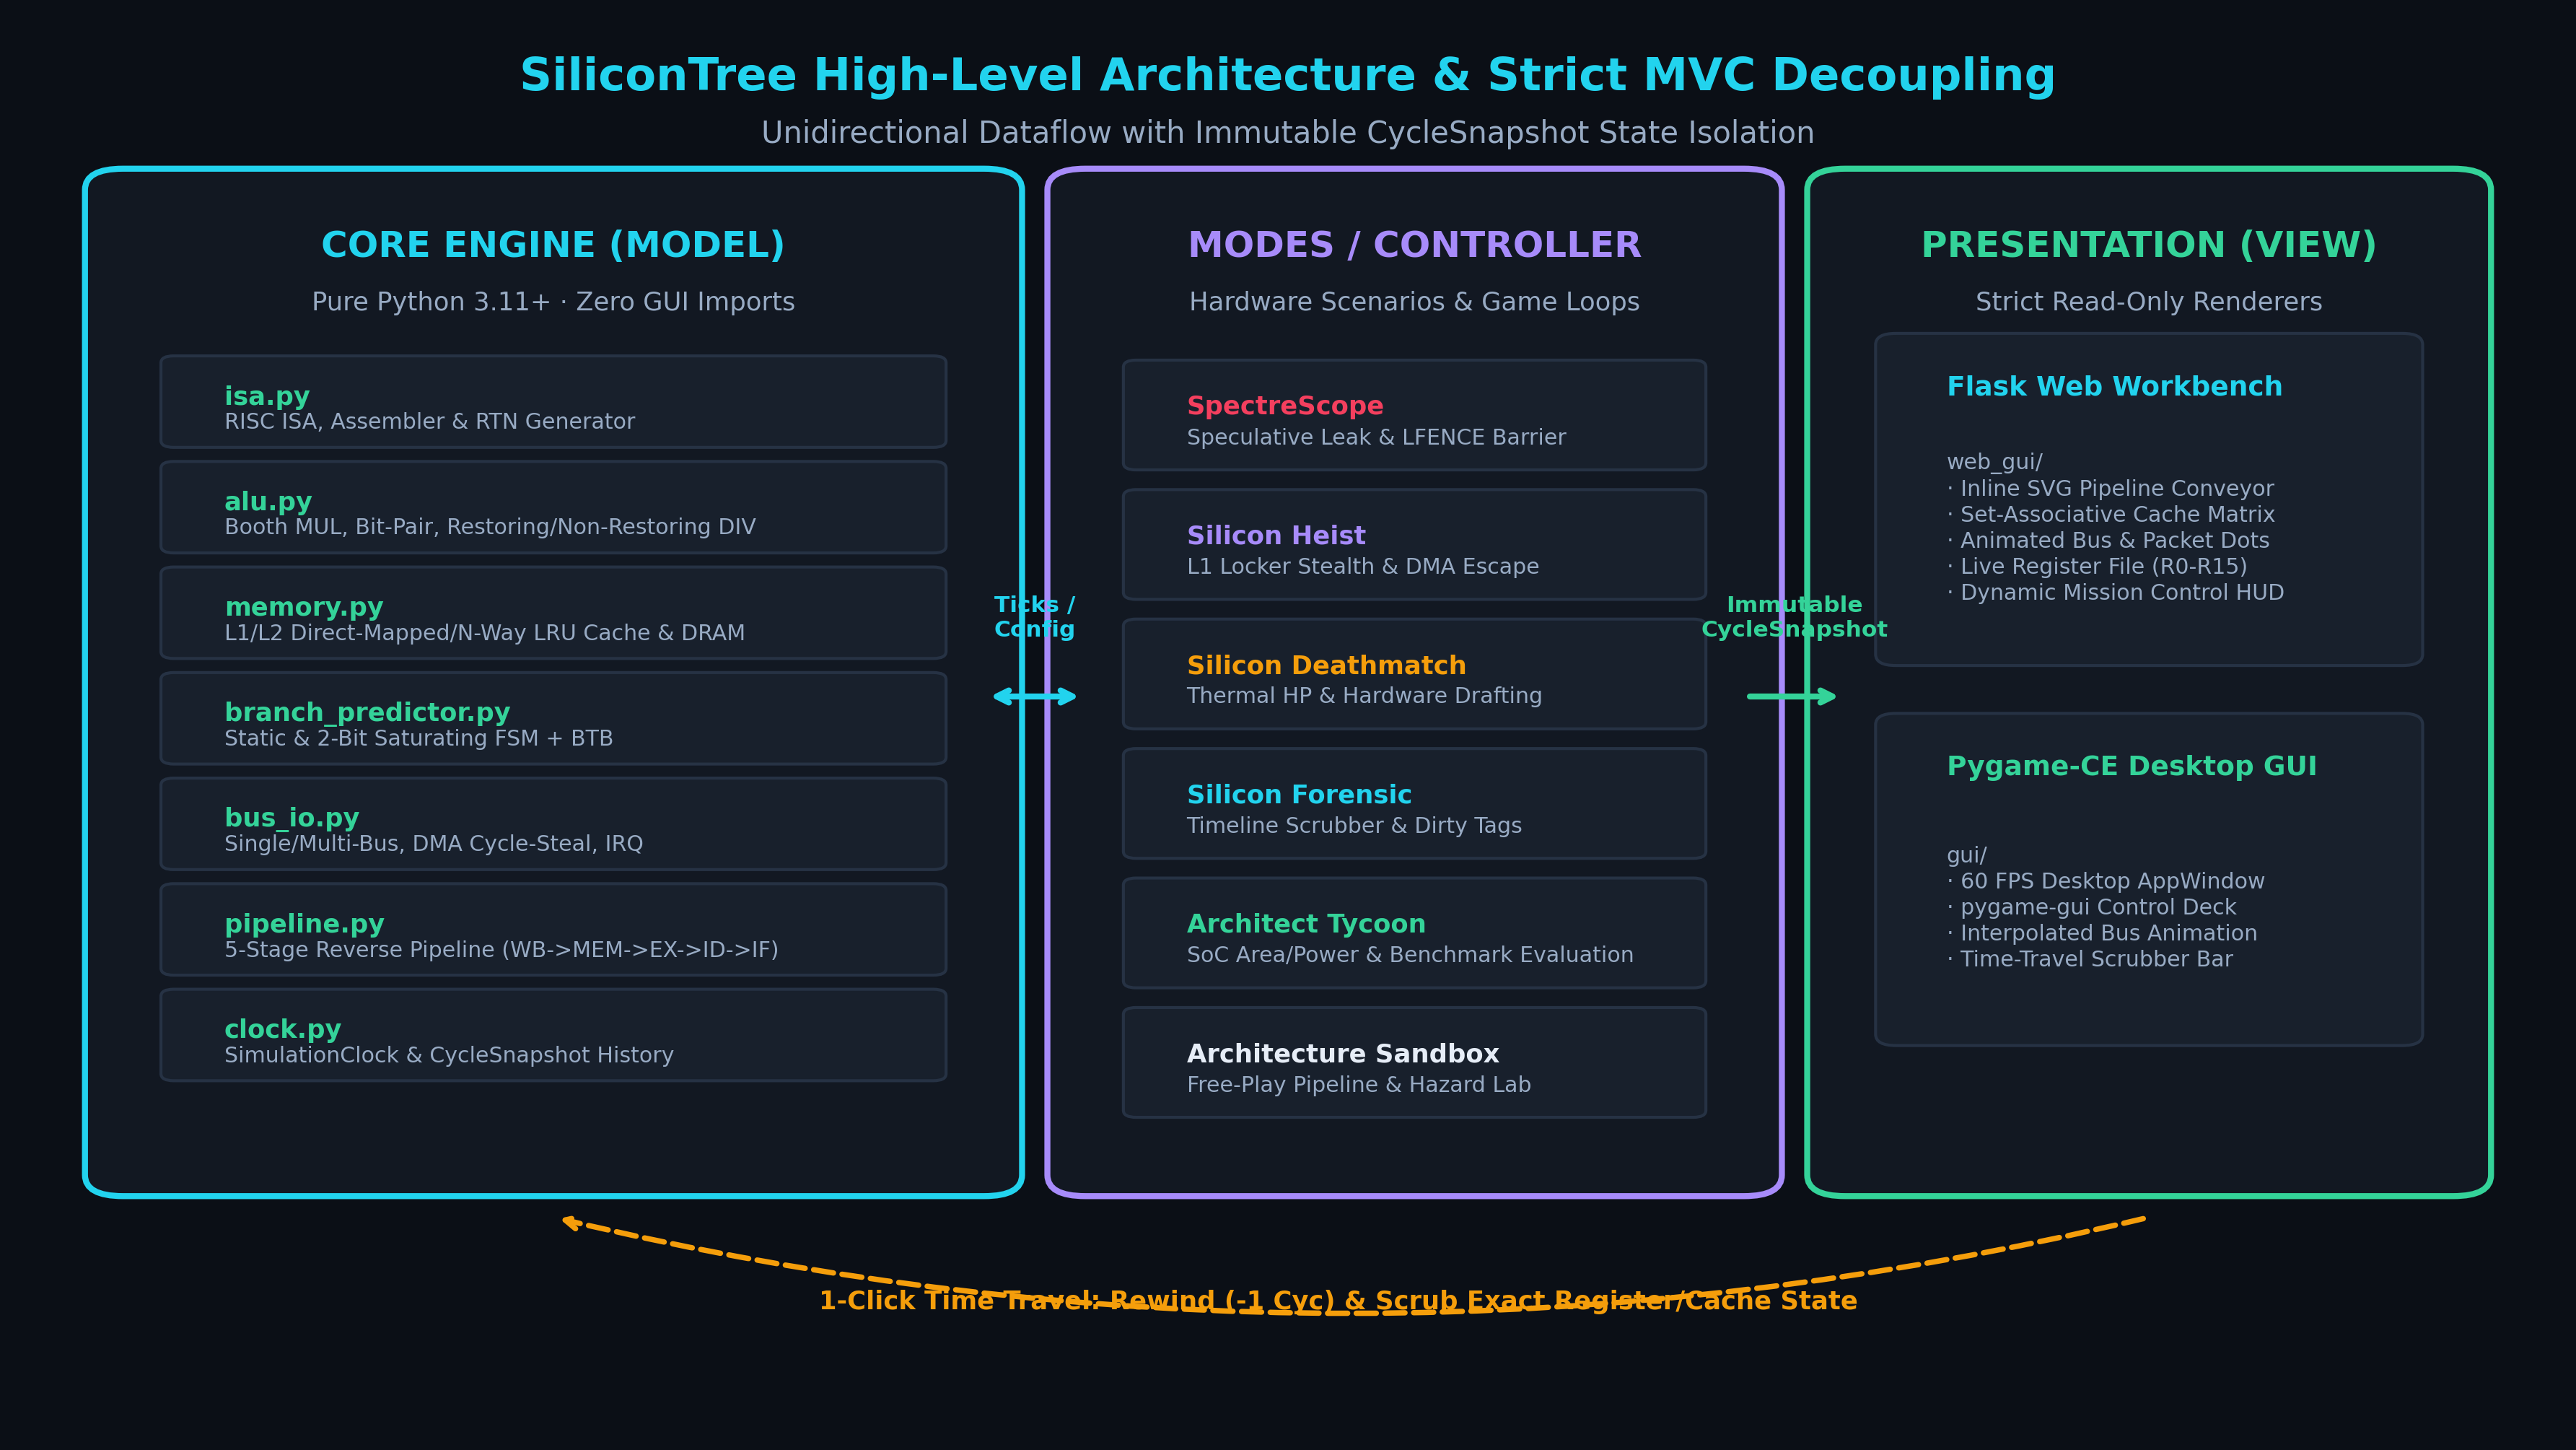 SiliconTree High-Level Architecture & Strict MVC Decoupling
Unidirectional Dataflow with Immutable CycleSnapshot State Isolation
CORE ENGINE (MODEL)
Pure Python 3.11+ · Zero GUI Imports
isa.py
RISC ISA, Assembler & RTN Generator
alu.py
Booth MUL, Bit-Pair, Restoring/Non-Restoring DIV
memory.py
L1/L2 Direct-Mapped/N-Way LRU Cache & DRAM
branch_predictor.py
Static & 2-Bit Saturating FSM + BTB
bus_io.py
Single/Multi-Bus, DMA Cycle-Steal, IRQ
pipeline.py
5-Stage Reverse Pipeline (WB->MEM->EX->ID->IF)
clock.py
SimulationClock & CycleSnapshot History
Ticks /
Config
MODES / CONTROLLER
Hardware Scenarios & Game Loops
SpectreScope
Speculative Leak & LFENCE Barrier
Silicon Heist
L1 Locker Stealth & DMA Escape
Silicon Deathmatch
Thermal HP & Hardware Drafting
Silicon Forensic
Timeline Scrubber & Dirty Tags
Architect Tycoon
SoC Area/Power & Benchmark Evaluation
Architecture Sandbox
Free-Play Pipeline & Hazard Lab
Immutable
CycleSnapshot
PRESENTATION (VIEW)
Strict Read-Only Renderers
Flask Web Workbench
web_gui/
· Inline SVG Pipeline Conveyor
· Set-Associative Cache Matrix
· Animated Bus & Packet Dots
· Live Register File (R0-R15)
· Dynamic Mission Control HUD
Pygame-CE Desktop GUI
gui/
· 60 FPS Desktop AppWindow
· pygame-gui Control Deck
· Interpolated Bus Animation
· Time-Travel Scrubber Bar
1-Click Time Travel: Rewind (-1 Cyc) & Scrub Exact Register/Cache State